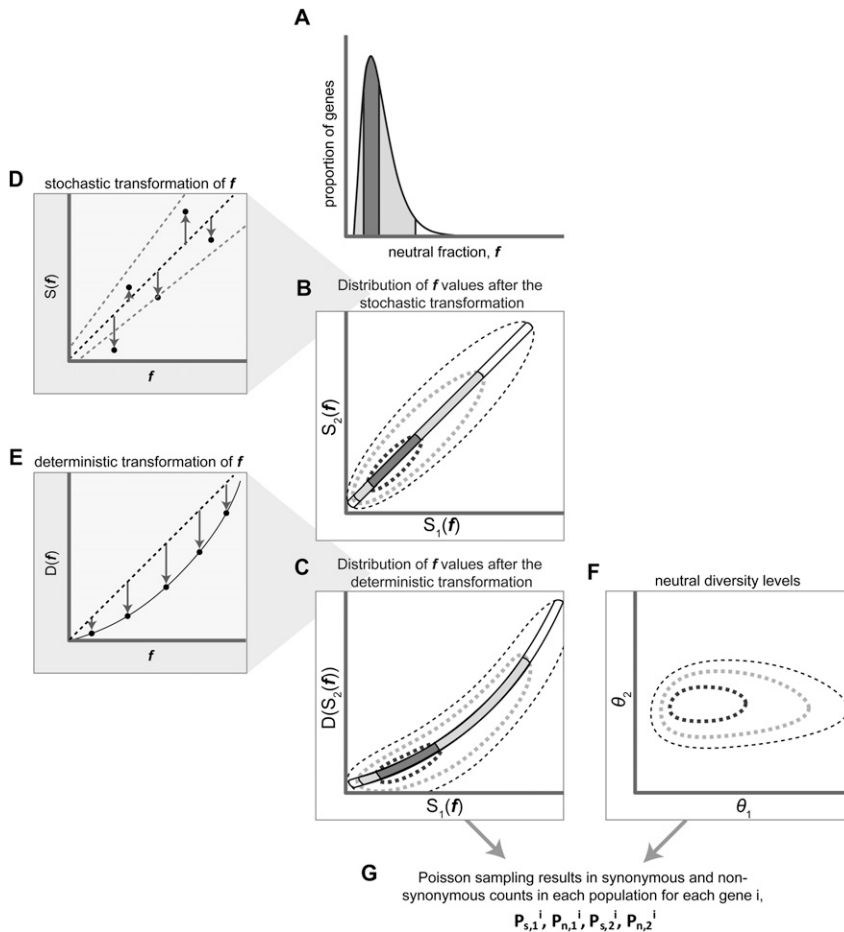 A
proportion of genes
neutral fraction, f
D
stochastic transformation of f
S(f)
f
B
Distribution of f values after the
stochastic transformation
S₂(f)
S₁(f)
E
deterministic transformation of f
D(f)
f
C
Distribution of f values after the
deterministic transformation
D(S₂(f))
S₁(f)
F
neutral diversity levels
θ₂
θ₁
G
Poisson sampling results in synonymous and non-
synonymous counts in each population for each gene i,
Pₛ,₁ⁱ, Pₙ,₁ⁱ, Pₛ,₂ⁱ, Pₙ,₂ⁱ